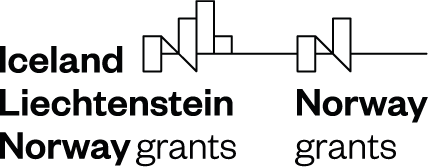 Iceland
Liechtenstein
Norway grants
Norway
grants